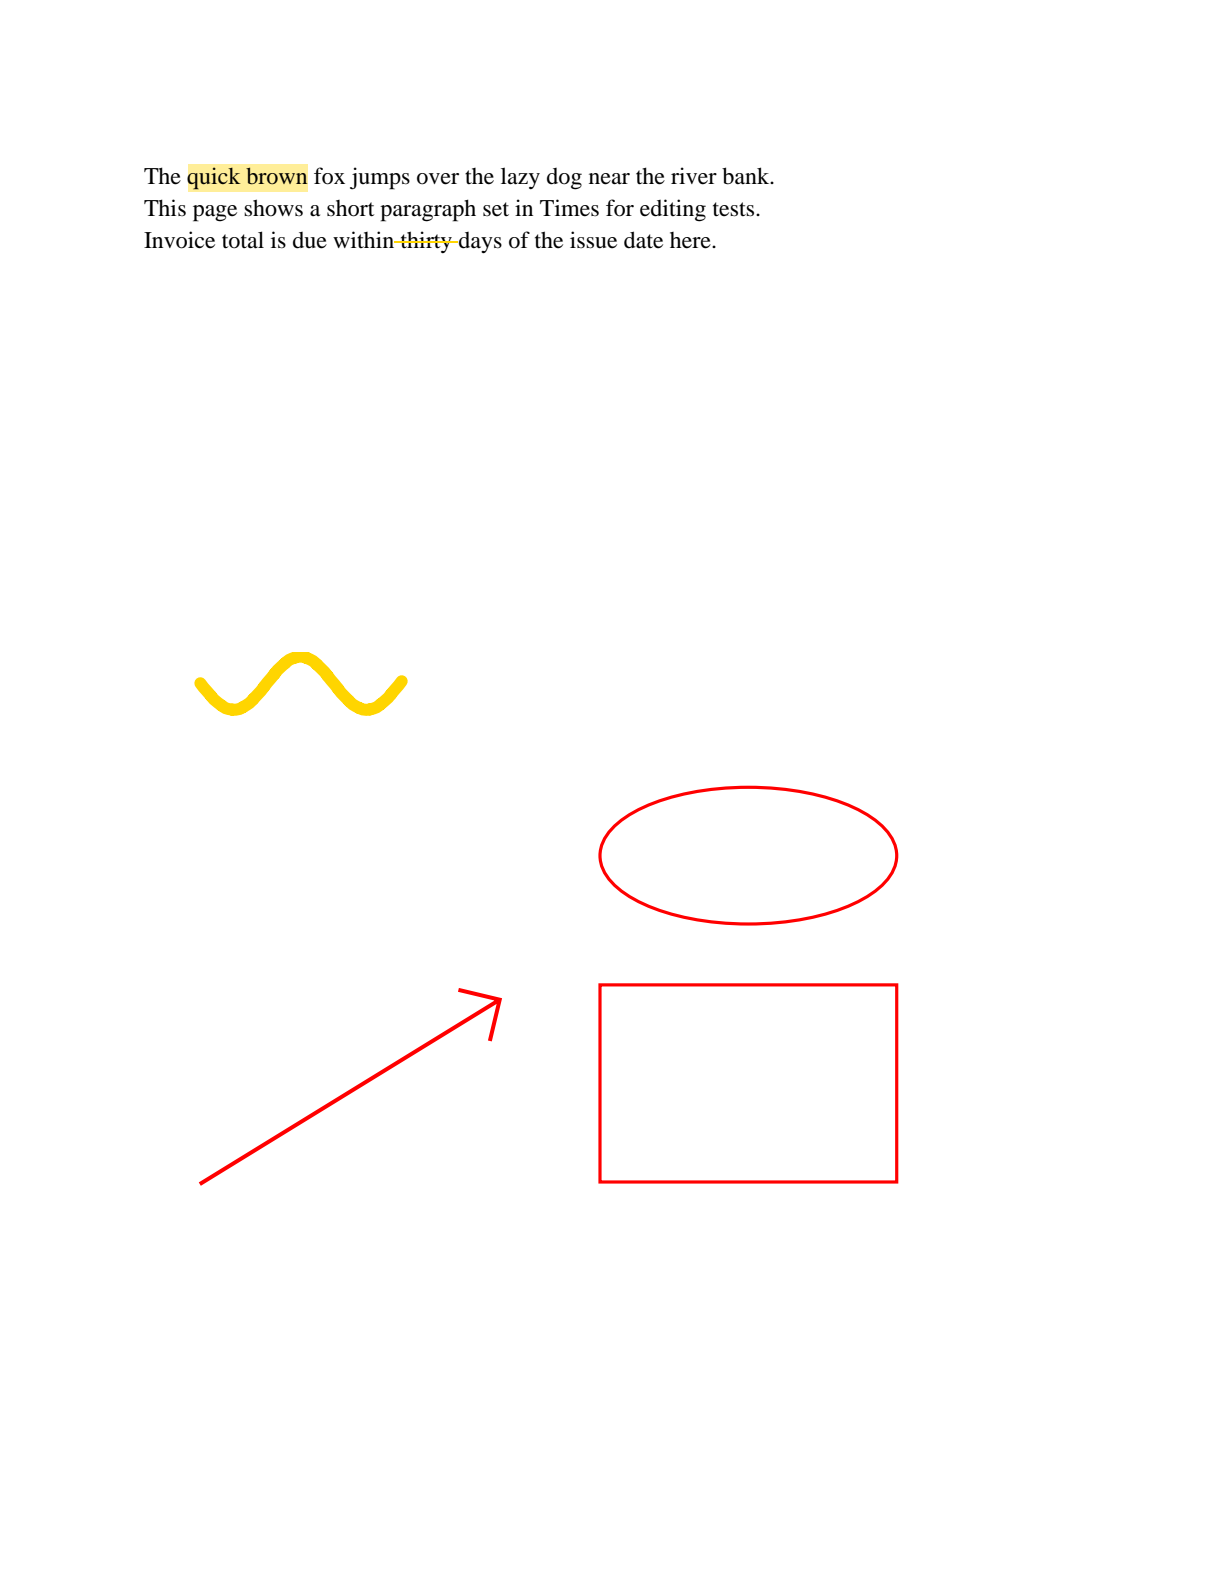 The quick brown fox jumps over the lazy dog near the river bank.
This page shows a short paragraph set in Times for editing tests.
Invoice total is due within thirty days of the issue date here.